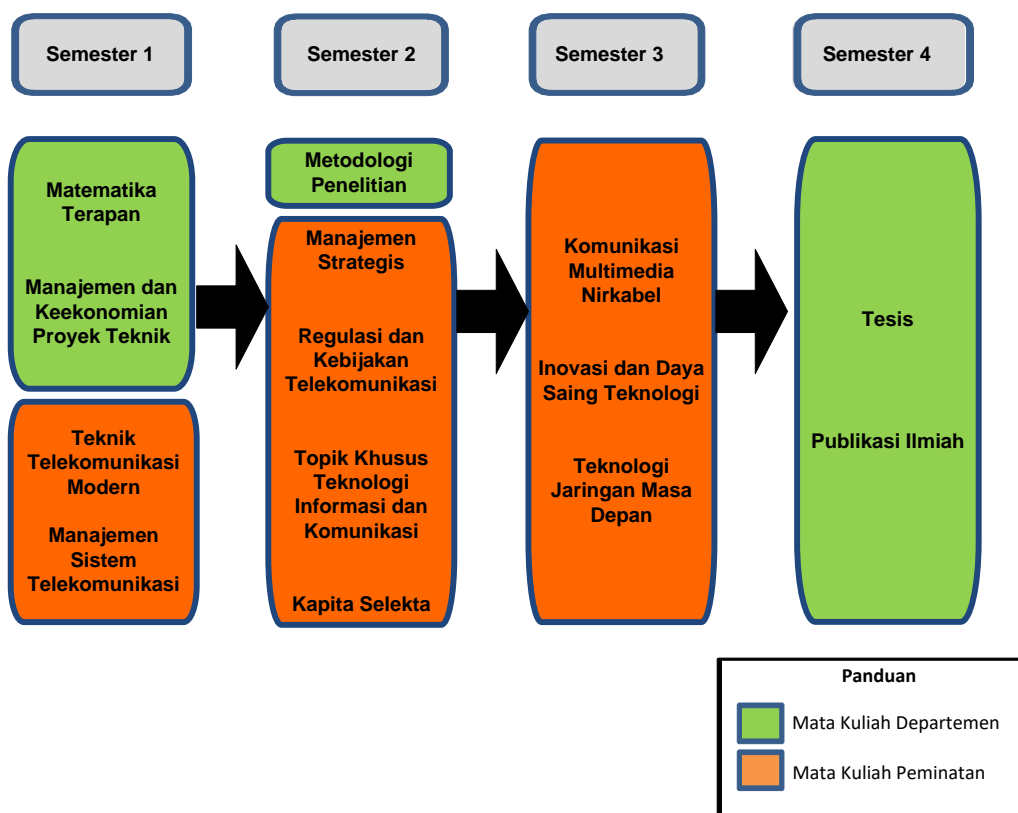 Semester 1
Semester 2
Semester 3
Semester 4
Matematika
Terapan
Manajemen dan
Keekonomian
Proyek Teknik
Teknik
Telekomunikasi
Modern
Manajemen
Sistem
Telekomunikasi
Metodologi
Penelitian
Manajemen
Strategis
Regulasi dan
Kebijakan
Telekomunikasi
Topik Khusus
Teknologi
Informasi dan
Komunikasi
Kapita Selekta
Komunikasi
Multimedia
Nirkabel
Inovasi dan Daya
Saing Teknologi
Teknologi
Jaringan Masa
Depan
Tesis
Publikasi Ilmiah
Panduan
Mata Kuliah Departemen
Mata Kuliah Peminatan